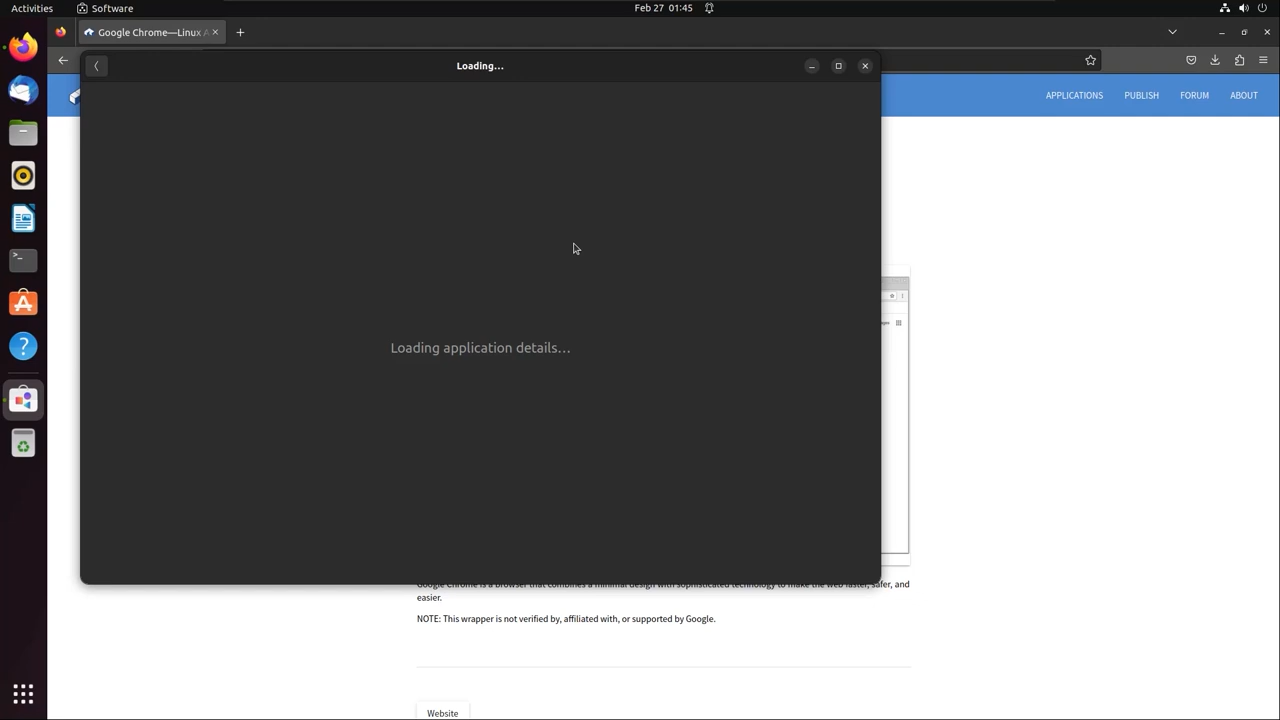 Activities
Software
Feb 27 01:45
Google Chrome—Linux A
Loading...
APPLICATIONS
PUBLISH
FORUM
ABOUT
Loading application details...
Google Chrome is a browser that combines a minimal design with sophisticated technology to make the web faster, safer, and
easier.
NOTE: This wrapper is not verified by, affiliated with, or supported by Google.
Website